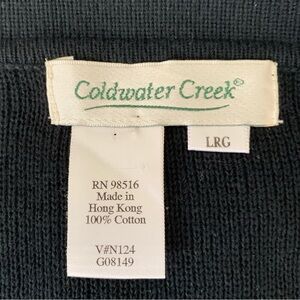 Coldwater Creek®
LRG
RN 98516
Made in
Hong Kong
100% Cotton
V#N124
G08149